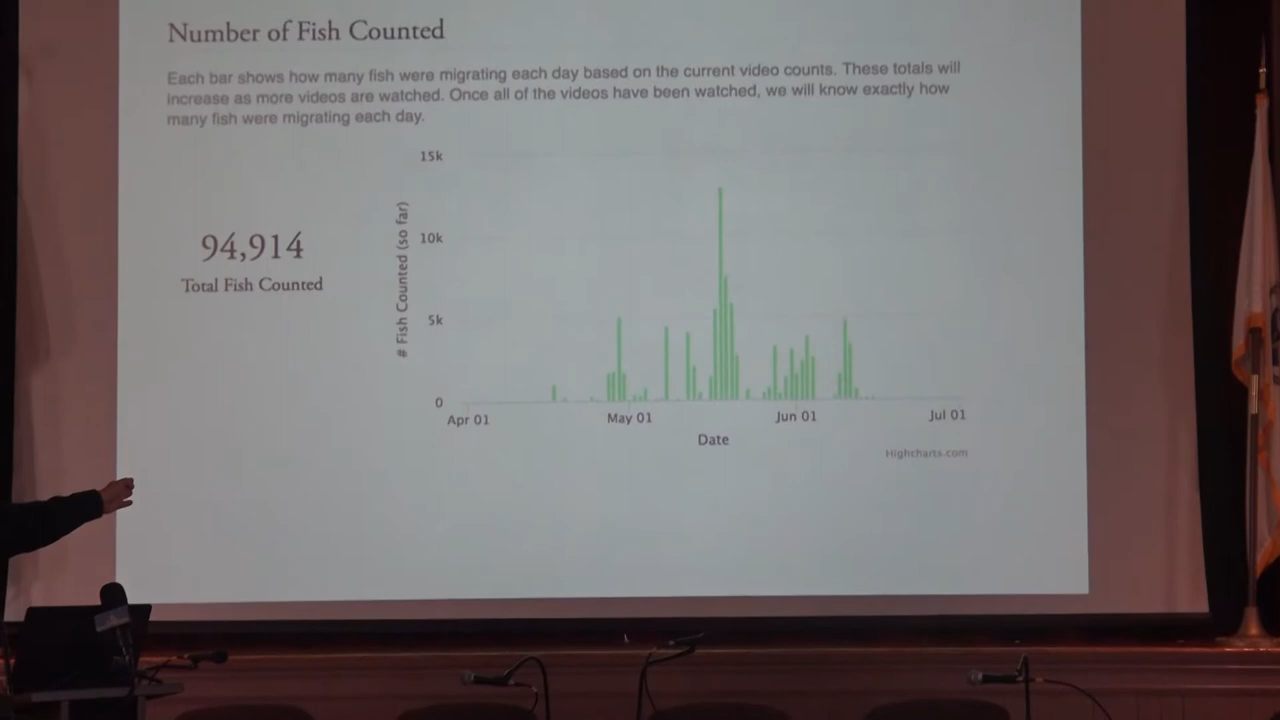 Number of Fish Counted
Each bar shows how many fish were migrating each day based on the current video counts. These totals will
increase as more videos are watched. Once all of the videos have been watched, we will know exactly how
many fish were migrating each day.
94,914
Total Fish Counted
# Fish Counted (so far)
15k
10k
5k
0
Apr 01
May 01
Jun 01
Jul 01
Date
Highcharts.com